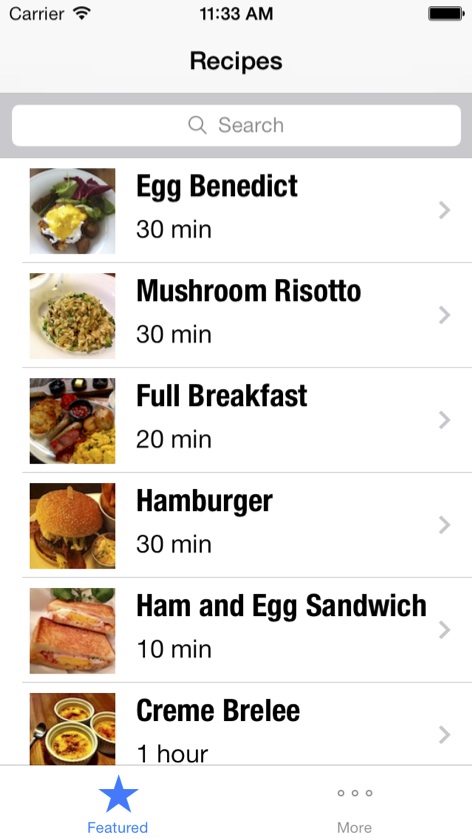 Carrier 11:33 AM
Recipes
Search
Egg Benedict
30 min
Mushroom Risotto
30 min
Full Breakfast
20 min
Hamburger
30 min
Ham and Egg Sandwich
10 min
Creme Brelee
1 hour
Featured More